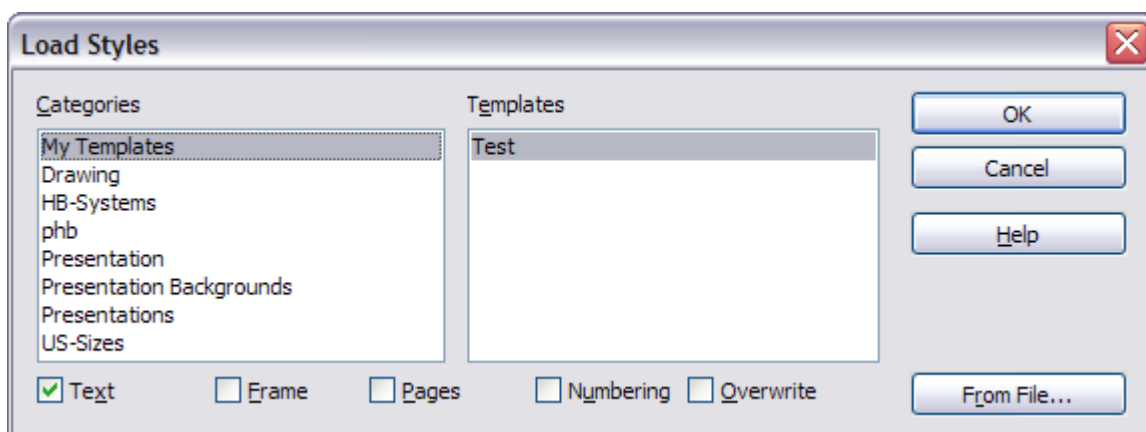 Load Styles
Categories
Templates
My Templates
Drawing
HB-Systems
phb
Presentation
Presentation Backgrounds
Presentations
US-Sizes
Test
OK
Cancel
Help
Text Frame Pages Numbering Overwrite
From File...